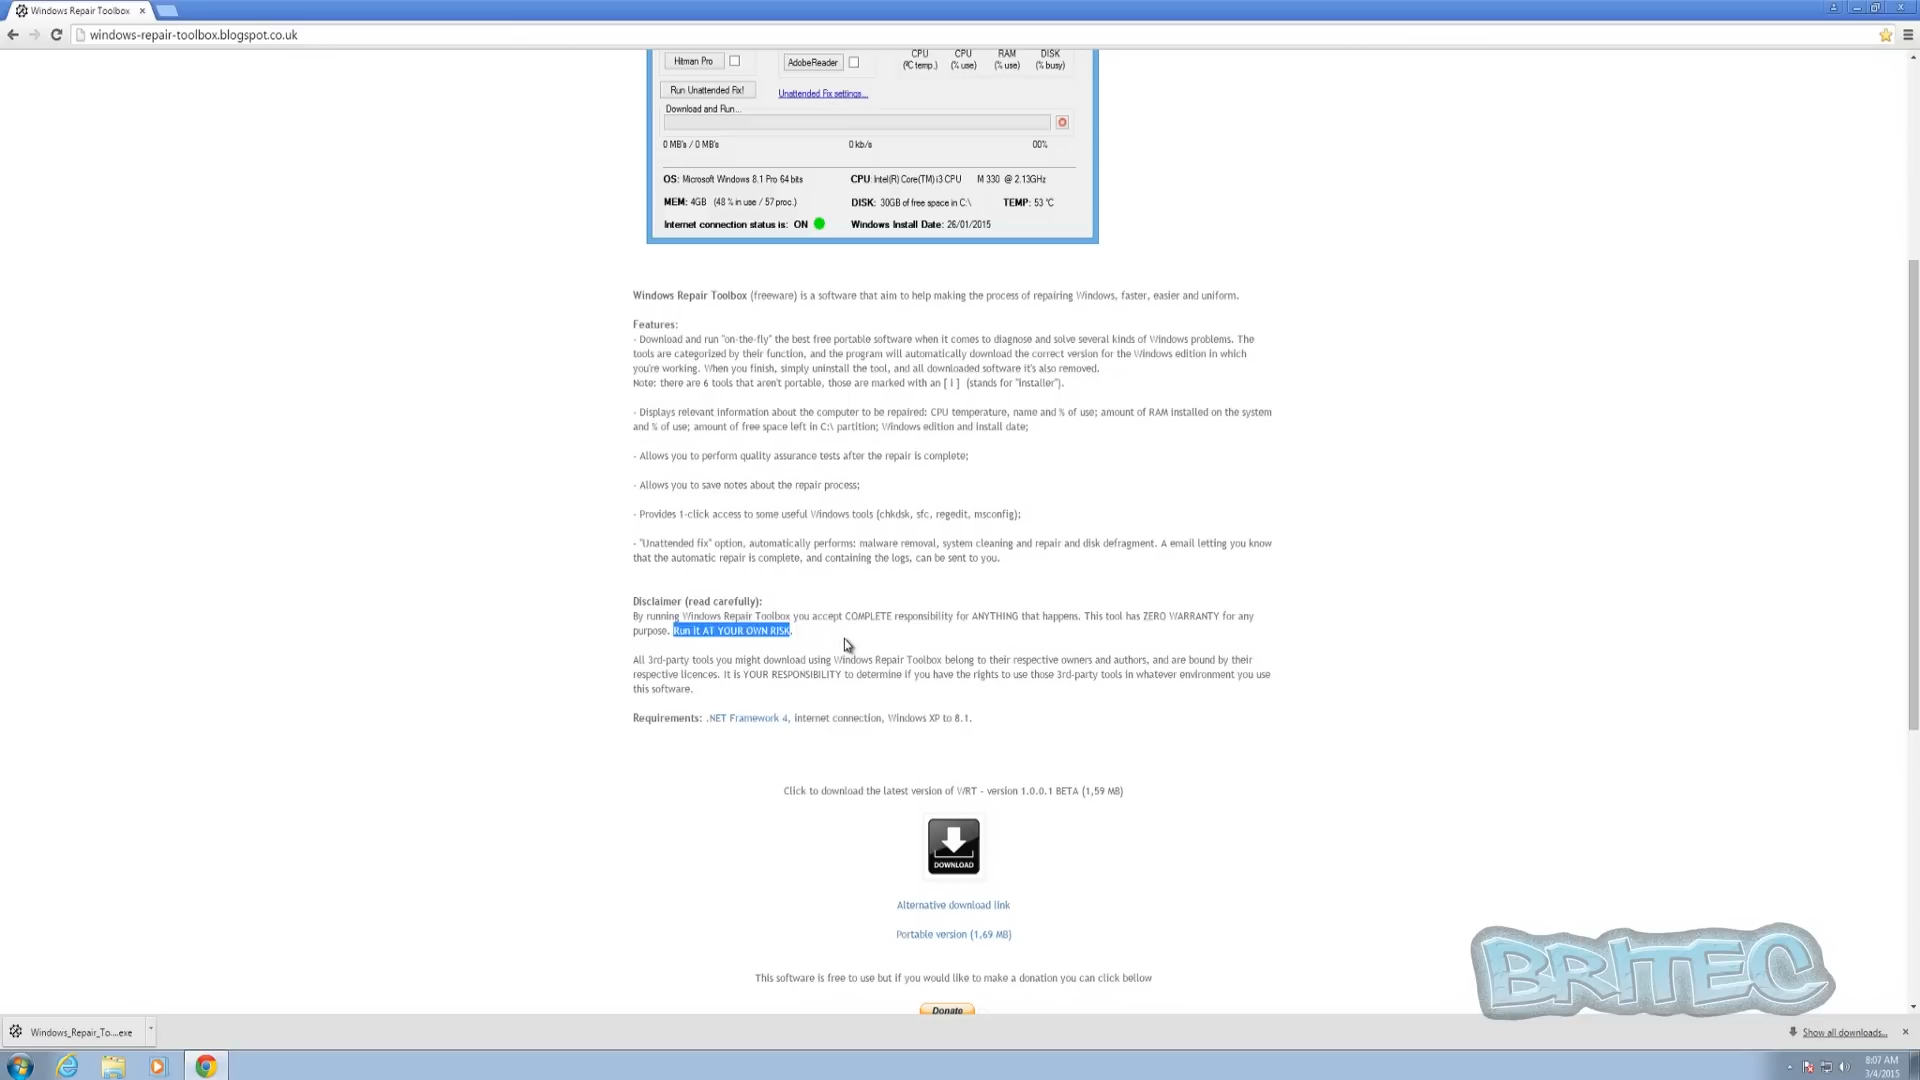 Windows Repair Toolbox
windows-repair-toolbox.blogspot.co.uk
Hitman Pro
AdobeReader
CPU CPU RAM DISK
(ºC temp.) (% use) (% use) (% busy)
Run Unattended Fix!
Unattended Fix settings...
Download and Run...
0 MB's / 0 MB's 0 kb/s 00%
OS: Microsoft Windows 8.1 Pro 64 bits CPU: Intel(R) Core(TM) i3 CPU M 330 @ 2.13GHz
MEM: 4GB (48 % in use / 57 proc.) DISK: 30GB of free space in C:\ TEMP: 53 ºC
Internet connection status is: ON Windows Install Date: 26/01/2015
Windows Repair Toolbox (freeware) is a software that aim to help making the process of repairing Windows, faster, easier and uniform.
Features:
- Download and run "on-the-fly" the best free portable software when it comes to diagnose and solve several kinds of Windows problems. The
tools are categorized by their function, and the program will automatically download the correct version for the Windows edition in which
you're working. When you finish, simply uninstall the tool, and all downloaded software it's also removed.
Note: there are 6 tools that aren't portable, those are marked with an [ i ] (stands for "installer").
- Displays relevant information about the computer to be repaired: CPU temperature, name and % of use; amount of RAM installed on the system
and % of use; amount of free space left in C:\ partition; Windows edition and install date;
- Allows you to perform quality assurance tests after the repair is complete;
- Allows you to save notes about the repair process;
- Provides 1-click access to some useful Windows tools (chkdsk, sfc, regedit, msconfig);
- "Unattended fix" option, automatically performs: malware removal, system cleaning and repair and disk defragment. A email letting you know
that the automatic repair is complete, and containing the logs, can be sent to you.
Disclaimer (read carefully):
By running Windows Repair Toolbox you accept COMPLETE responsibility for ANYTHING that happens. This tool has ZERO WARRANTY for any
purpose. Run it AT YOUR OWN RISK.
All 3rd-party tools you might download using Windows Repair Toolbox belong to their respective owners and authors, and are bound by their
respective licences. It is YOUR RESPONSIBILITY to determine if you have the rights to use those 3rd-party tools in whatever environment you use
this software.
Requirements: .NET Framework 4, internet connection, Windows XP to 8.1.
Click to download the latest version of WRT - version 1.0.0.1 BETA (1,59 MB)
DOWNLOAD
Alternative download link
Portable version (1,69 MB)
This software is free to use but if you would like to make a donation you can click bellow
Donate
BRITEC
Windows_Repair_To....exe
Show all downloads...
8:07 AM
3/4/2015